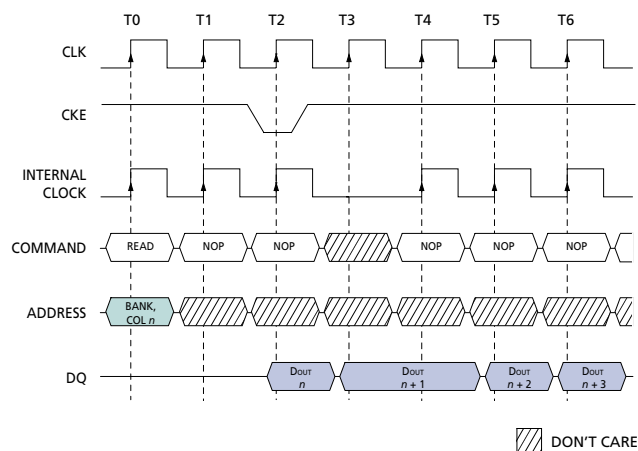 T0 T1 T2 T3 T4 T5 T6
CLK
CKE
INTERNAL
CLOCK
COMMAND READ NOP NOP NOP NOP NOP
ADDRESS BANK,
COL n
DQ DOUT DOUT DOUT DOUT
n n + 1 n + 2 n + 3
DON'T CARE